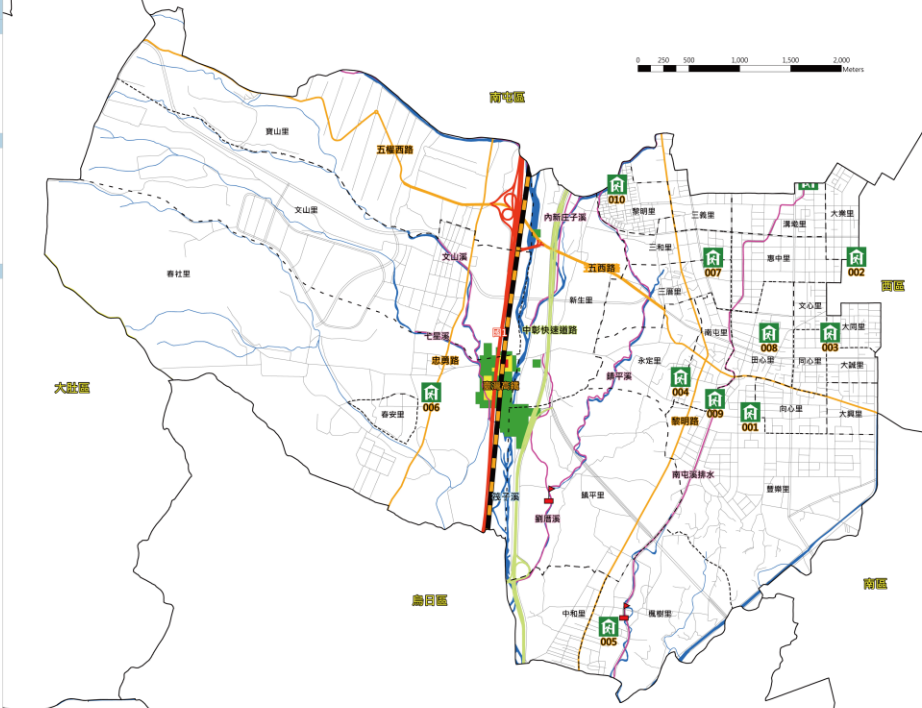 0 250 500 1,000 1,500 2,000
Meters
南屯區
寶山里
五權西路
010
黎明里
三義里
大業里
溝墘里
文山里
內新庄子溪
三和里
惠中里
007
002
文山溪
五西路
春社里
西區
三厝里
新生里
文心里
七星溪
中彰快速道路
南屯里
008
003
大同里
忠勇路
永定里
田心里
同心里
大誠里
大肚區
鎮平溪
004
006
009
001
向心里
大興里
春安里
黎明路
南屯溪排水
豐樂里
筏子溪
鎮平里
劉厝溪
南區
烏日區
中和里
楓樹里
005